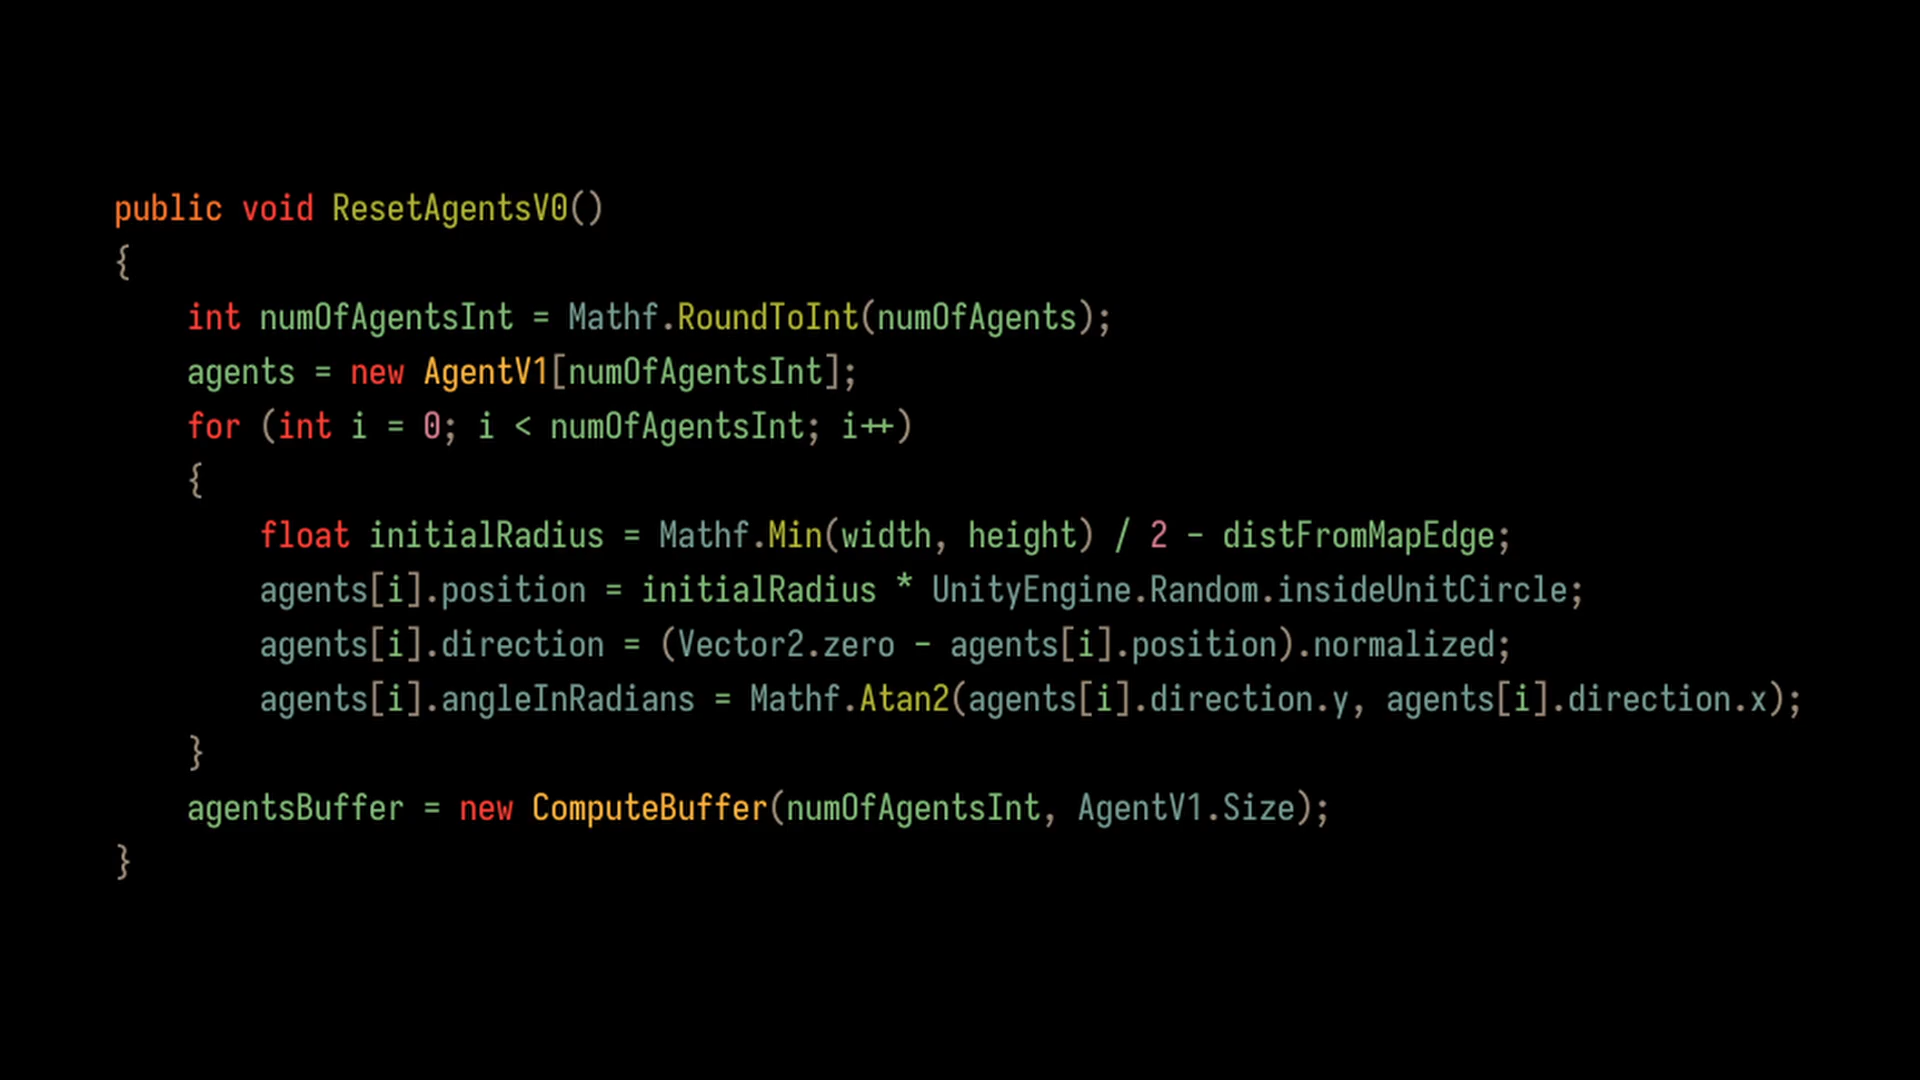 public void ResetAgentsV0()
{
    int numOfAgentsInt = Mathf.RoundToInt(numOfAgents);
    agents = new AgentV1[numOfAgentsInt];
    for (int i = 0; i < numOfAgentsInt; i++)
    {
        float initialRadius = Mathf.Min(width, height) / 2 - distFromMapEdge;
        agents[i].position = initialRadius * UnityEngine.Random.insideUnitCircle;
        agents[i].direction = (Vector2.zero - agents[i].position).normalized;
        agents[i].angleInRadians = Mathf.Atan2(agents[i].direction.y, agents[i].direction.x);
    }
    agentsBuffer = new ComputeBuffer(numOfAgentsInt, AgentV1.Size);
}